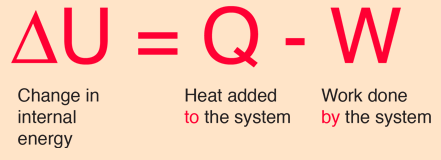 ΔU = Q - W
Change in
internal
energy
Heat added
to the system
Work done
by the system